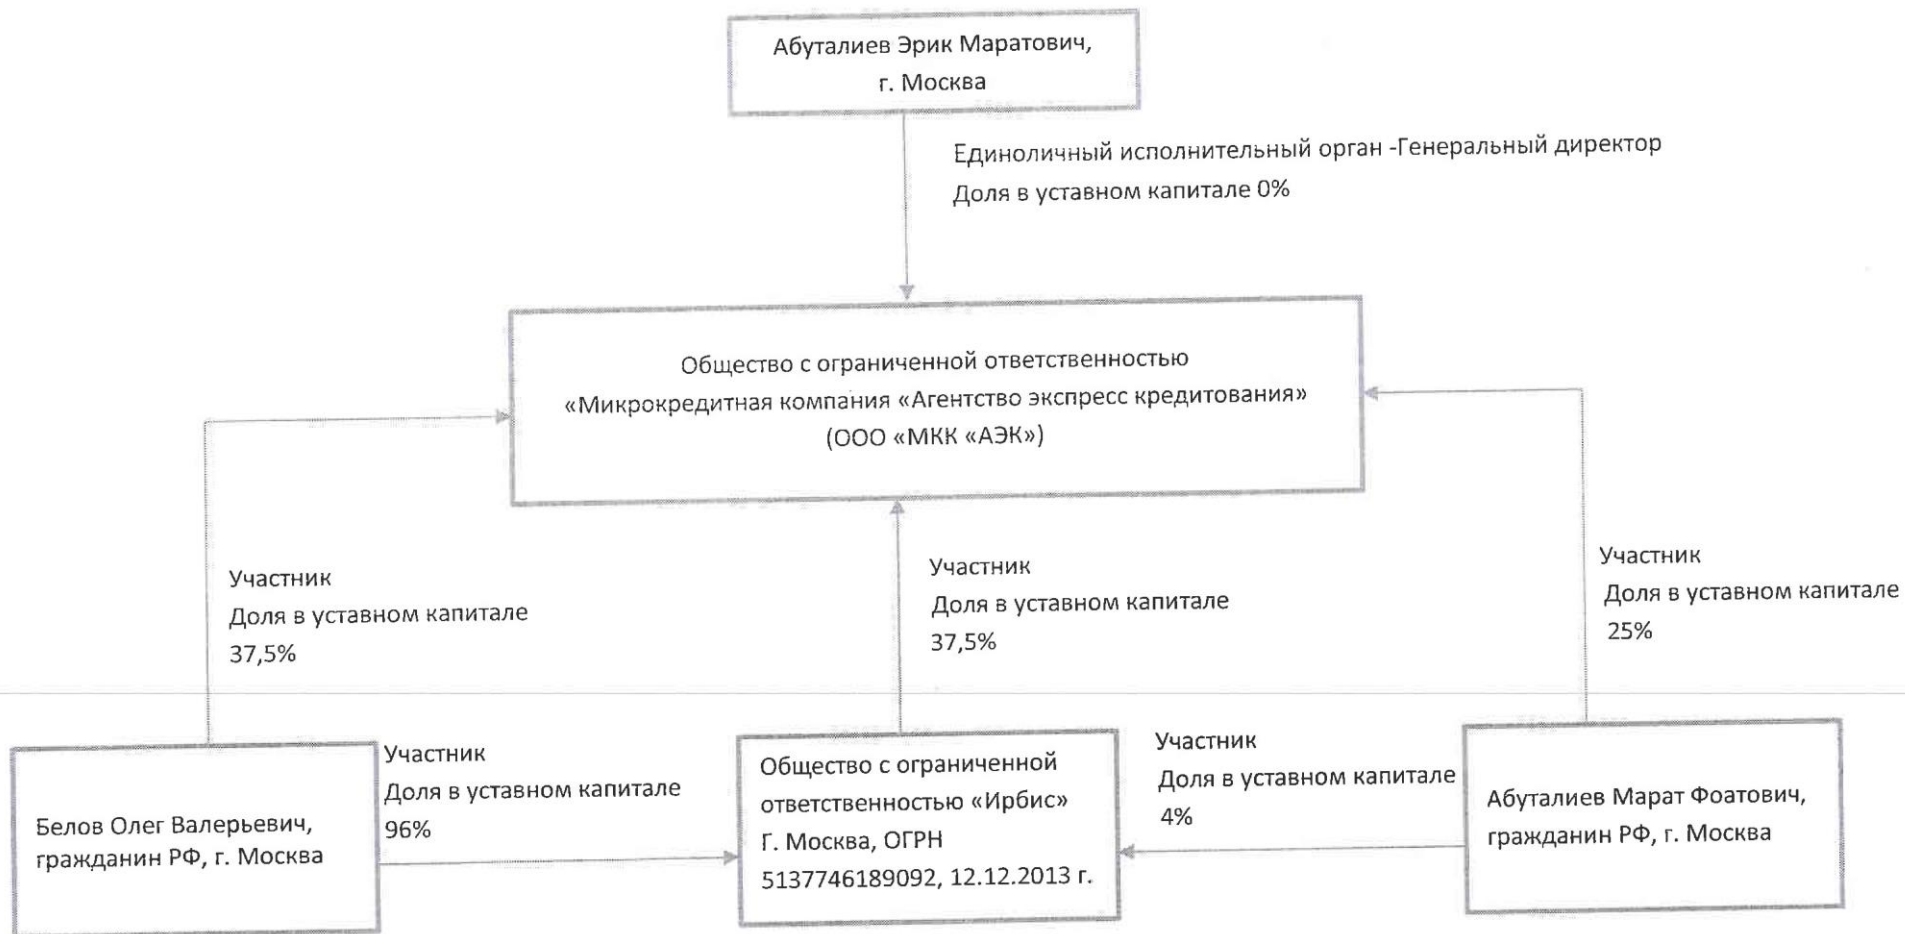 Абуталиев Эрик Маратович,
г. Москва
Единоличный исполнительный орган -Генеральный директор
Доля в уставном капитале 0%
Общество с ограниченной ответственностью
«Микрокредитная компания «Агентство экспресс кредитования»
(ООО «МКК «АЭК»)
Участник
Доля в уставном капитале
37,5%
Участник
Доля в уставном капитале
37,5%
Участник
Доля в уставном капитале
25%
Белов Олег Валерьевич,
гражданин РФ, г. Москва
Участник
Доля в уставном капитале
96%
Общество с ограниченной
ответственностью «Ирбис»
Г. Москва, ОГРН
5137746189092, 12.12.2013 г.
Участник
Доля в уставном капитале
4%
Абуталиев Марат Фоатович,
гражданин РФ, г. Москва